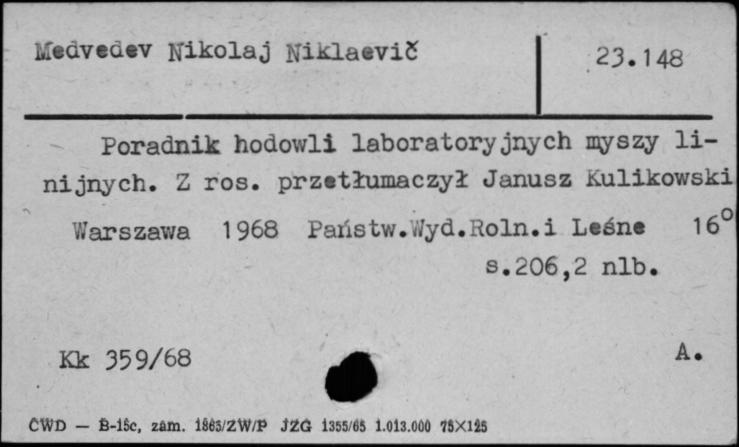 Medvedev Nikolaj Niklaevič 23.148
Poradnik hodowli laboratoryjnych myszy li-
nijnych. Z ros. przetłumaczył Janusz Kulikowski
Warszawa 1968 Państw.Wyd.Roln.i Leśne 16°
s.206,2 nlb.
Kk 359/68 A.
CWD — B-15c, zam. 1863/ZW/P JZG 1355/65 1.013.000 75×125